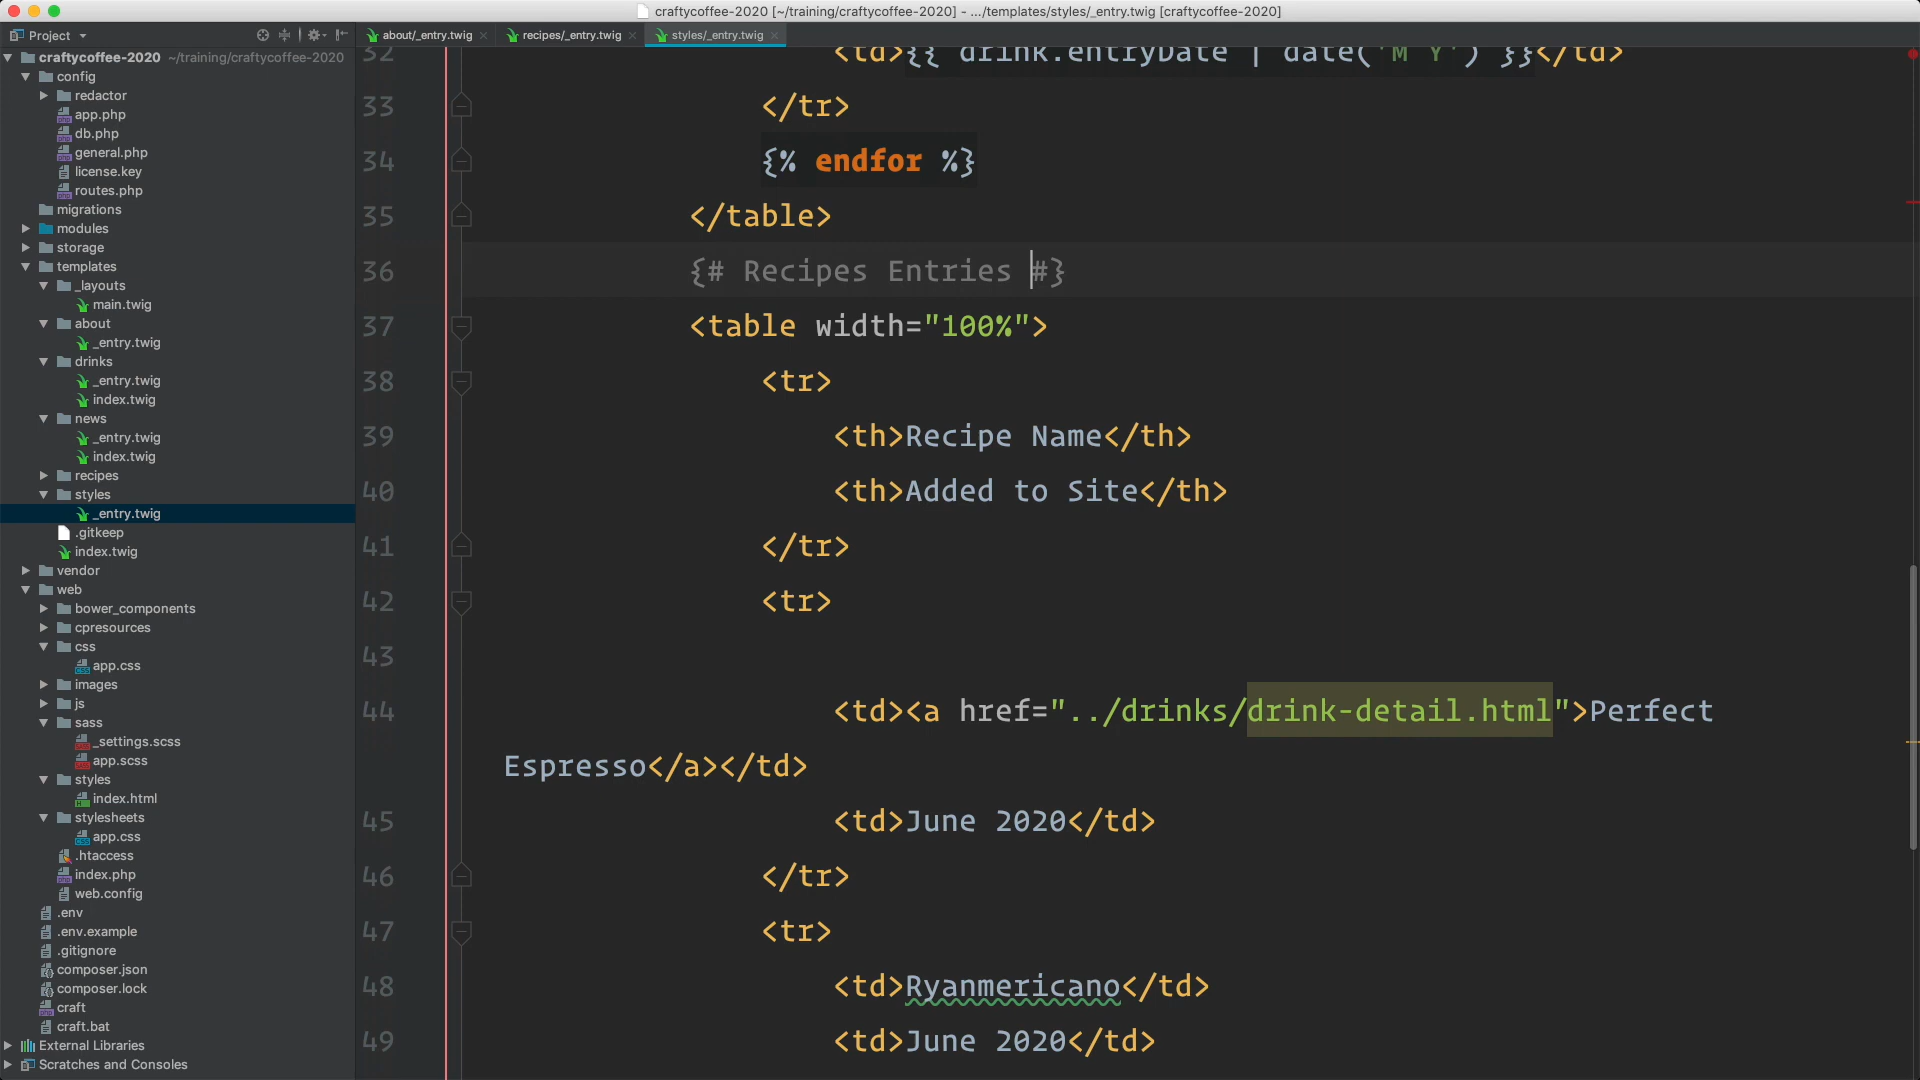 craftycoffee-2020 [~/training/craftycoffee-2020] - .../templates/styles/_entry.twig [craftycoffee-2020]
Project
about/_entry.twig
recipes/_entry.twig
styles/_entry.twig
craftycoffee-2020 ~/training/craftycoffee-2020
config
redactor
app.php
db.php
general.php
license.key
routes.php
migrations
modules
storage
templates
_layouts
main.twig
about
_entry.twig
drinks
_entry.twig
index.twig
news
_entry.twig
index.twig
recipes
styles
_entry.twig
.gitkeep
index.twig
vendor
web
bower_components
cpresources
css
app.css
images
js
sass
_settings.scss
app.scss
styles
index.html
stylesheets
app.css
.htaccess
index.php
web.config
.env
.env.example
.gitignore
composer.json
composer.lock
craft
craft.bat
External Libraries
Scratches and Consoles
32 <td>{{ drink.entryDate | date('M Y') }}</td>
33 </tr>
34 {% endfor %}
35 </table>
36 {# Recipes Entries #}
37 <table width="100%">
38 <tr>
39 <th>Recipe Name</th>
40 <th>Added to Site</th>
41 </tr>
42 <tr>
43
44 <td><a href="../drinks/drink-detail.html">Perfect
Espresso</a></td>
45 <td>June 2020</td>
46 </tr>
47 <tr>
48 <td>Ryanmericano</td>
49 <td>June 2020</td>